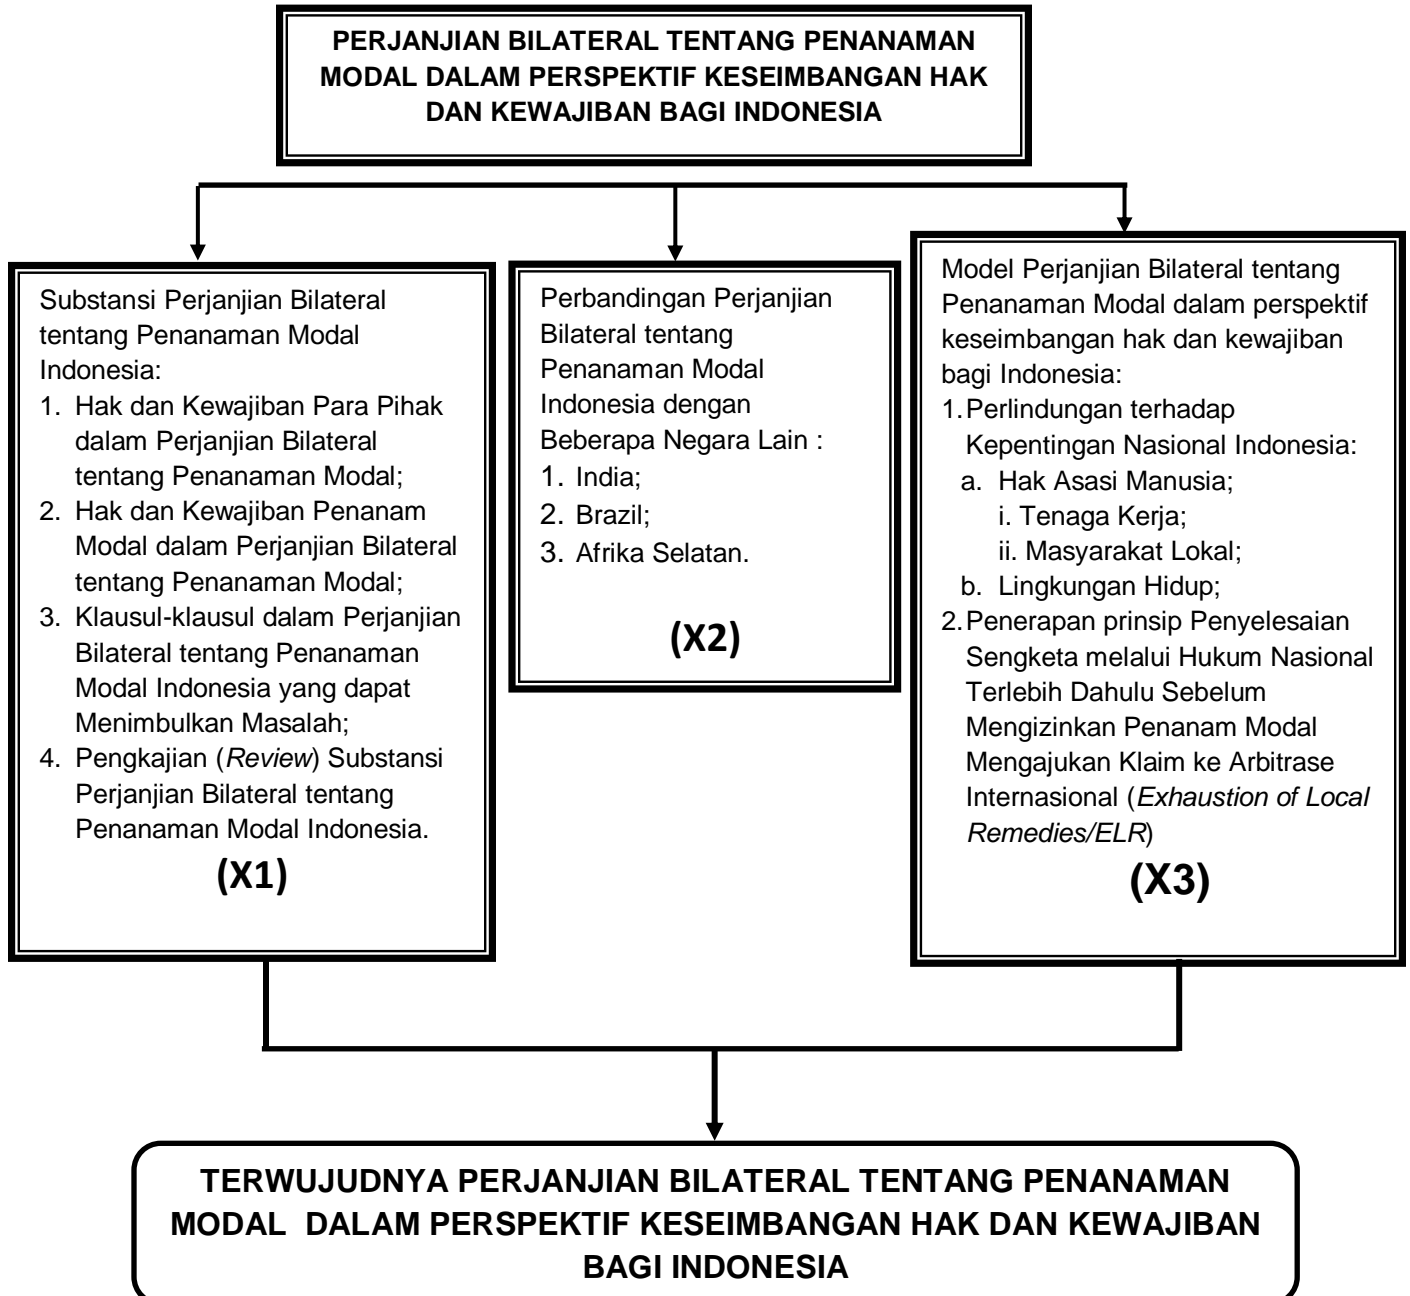 PERJANJIAN BILATERAL TENTANG PENANAMAN
MODAL DALAM PERSPEKTIF KESEIMBANGAN HAK
DAN KEWAJIBAN BAGI INDONESIA
Substansi Perjanjian Bilateral
tentang Penanaman Modal
Indonesia:
1. Hak dan Kewajiban Para Pihak
dalam Perjanjian Bilateral
tentang Penanaman Modal;
2. Hak dan Kewajiban Penanam
Modal dalam Perjanjian Bilateral
tentang Penanaman Modal;
3. Klausul-klausul dalam Perjanjian
Bilateral tentang Penanaman
Modal Indonesia yang dapat
Menimbulkan Masalah;
4. Pengkajian (Review) Substansi
Perjanjian Bilateral tentang
Penanaman Modal Indonesia.
(X1)
Perbandingan Perjanjian
Bilateral tentang
Penanaman Modal
Indonesia dengan
Beberapa Negara Lain :
1. India;
2. Brazil;
3. Afrika Selatan.
(X2)
Model Perjanjian Bilateral tentang
Penanaman Modal dalam perspektif
keseimbangan hak dan kewajiban
bagi Indonesia:
1. Perlindungan terhadap
Kepentingan Nasional Indonesia:
a. Hak Asasi Manusia;
i. Tenaga Kerja;
ii. Masyarakat Lokal;
b. Lingkungan Hidup;
2. Penerapan prinsip Penyelesaian
Sengketa melalui Hukum Nasional
Terlebih Dahulu Sebelum
Mengizinkan Penanam Modal
Mengajukan Klaim ke Arbitrase
Internasional (Exhaustion of Local
Remedies/ELR)
(X3)
TERWUJUDNYA PERJANJIAN BILATERAL TENTANG PENANAMAN
MODAL DALAM PERSPEKTIF KESEIMBANGAN HAK DAN KEWAJIBAN
BAGI INDONESIA